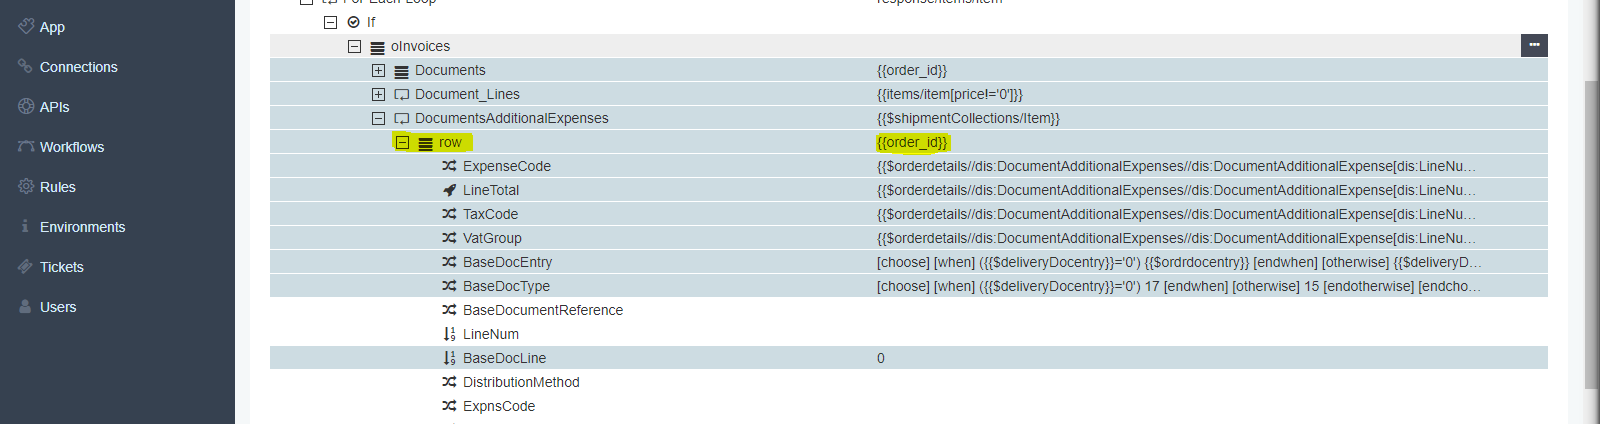 App
Connections
APIs
Workflows
Rules
Environments
Tickets
Users
For Each Loop response/items/item
If
oInvoices
Documents {{order_id}}
Document_Lines {{items/item[price!='0']}}
DocumentsAdditionalExpenses {{$shipmentCollections/Item}}
row {{order_id}}
ExpenseCode {{$orderdetails//dis:DocumentAdditionalExpenses//dis:DocumentAdditionalExpense[dis:LineNu...
LineTotal {{$orderdetails//dis:DocumentAdditionalExpenses//dis:DocumentAdditionalExpense[dis:LineNu...
TaxCode {{$orderdetails//dis:DocumentAdditionalExpenses//dis:DocumentAdditionalExpense[dis:LineNu...
VatGroup {{$orderdetails//dis:DocumentAdditionalExpenses//dis:DocumentAdditionalExpense[dis:LineNu...
BaseDocEntry [choose] [when] ({{$deliveryDocentry}}='0') {{$ordrdocentry}} [endwhen] [otherwise] {{$deliveryD...
BaseDocType [choose] [when] ({{$deliveryDocentry}}='0') 17 [endwhen] [otherwise] 15 [endotherwise] [endcho...
BaseDocumentReference
LineNum
BaseDocLine 0
DistributionMethod
ExpnsCode